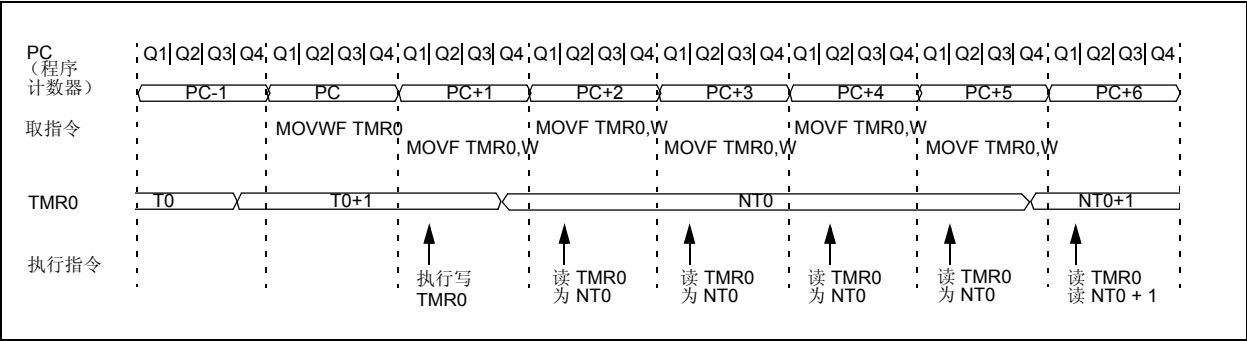 PC
（程序
计数器）
Q1 Q2 Q3 Q4 Q1 Q2 Q3 Q4 Q1 Q2 Q3 Q4 Q1 Q2 Q3 Q4 Q1 Q2 Q3 Q4 Q1 Q2 Q3 Q4 Q1 Q2 Q3 Q4 Q1 Q2 Q3 Q4
PC-1 PC PC+1 PC+2 PC+3 PC+4 PC+5 PC+6
取指令
MOVWF TMR0 MOVF TMR0,W MOVF TMR0,W
MOVF TMR0,W MOVF TMR0,W MOVF TMR0,W
TMR0
T0 T0+1 NT0 NT0+1
执行指令
执行写
TMR0
读 TMR0
为 NT0
读 TMR0
为 NT0
读 TMR0
为 NT0
读 TMR0
为 NT0
读 TMR0
读 NT0 + 1